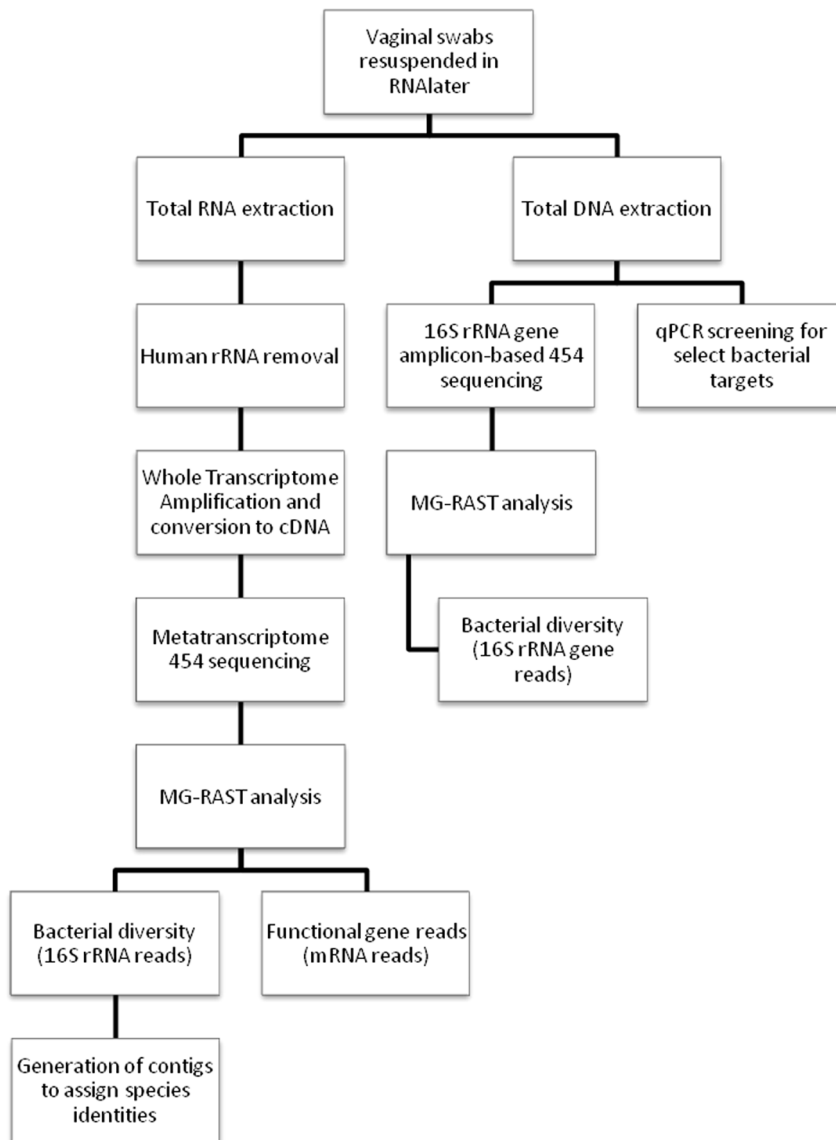 Vaginal swabs
resuspended in
RNAlater
Total RNA extraction
Total DNA extraction
Human rRNA removal
16S rRNA gene
amplicon-based 454
sequencing
qPCR screening for
select bacterial
targets
Whole Transcriptome
Amplification and
conversion to cDNA
MG-RAST analysis
Metatranscriptome
454 sequencing
Bacterial diversity
(16S rRNA gene
reads)
MG-RAST analysis
Bacterial diversity
(16S rRNA reads)
Functional gene reads
(mRNA reads)
Generation of contigs
to assign species
identities